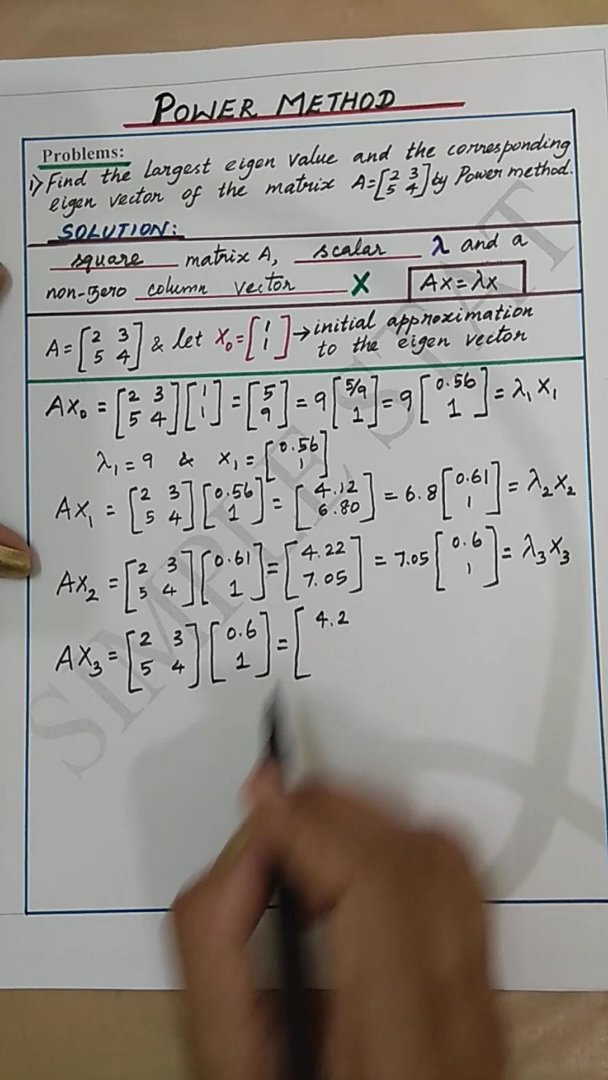 POWER METHOD
Problems:
1) Find the largest eigen value and the corresponding
eigen vector of the matrix A=[2 3; 5 4] by Power method.
SOLUTION:
square matrix A, scalar λ and a
non-zero column vector X AX=λX
A=[2 3; 5 4] & let X₀=[1; 1] → initial approximation
to the eigen vector
AX₀ = [2 3; 5 4][1; 1] = [5; 9] = 9[5/9; 1] = 9[0.56; 1] = λ₁X₁
λ₁=9 & X₁=[0.56; 1]
AX₁ = [2 3; 5 4][0.56; 1] = [4.12; 6.80] = 6.8[0.61; 1] = λ₂X₂
AX₂ = [2 3; 5 4][0.61; 1] = [4.22; 7.05] = 7.05[0.6; 1] = λ₃X₃
AX₃ = [2 3; 5 4][0.6; 1] = [4.2
SIMPLE STAT